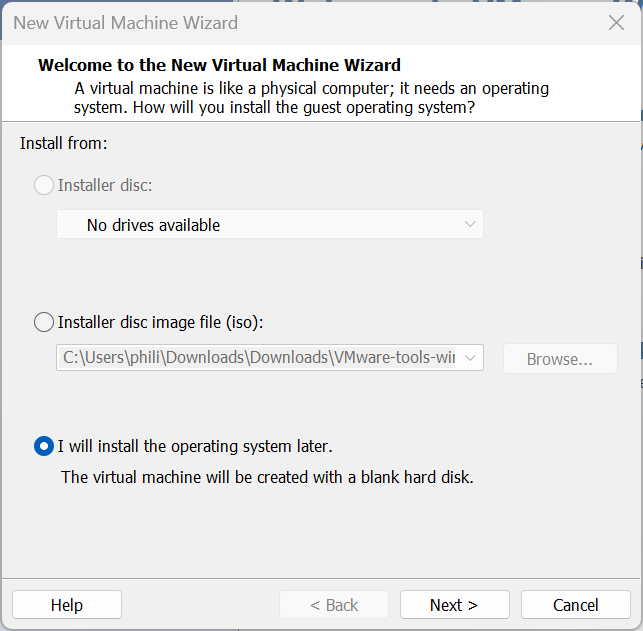 New Virtual Machine Wizard
Welcome to the New Virtual Machine Wizard
A virtual machine is like a physical computer; it needs an operating
system. How will you install the guest operating system?
Install from:
Installer disc:
No drives available
Installer disc image file (iso):
C:\Users\phili\Downloads\Downloads\VMware-tools-wir
Browse...
I will install the operating system later.
The virtual machine will be created with a blank hard disk.
Help
< Back
Next >
Cancel